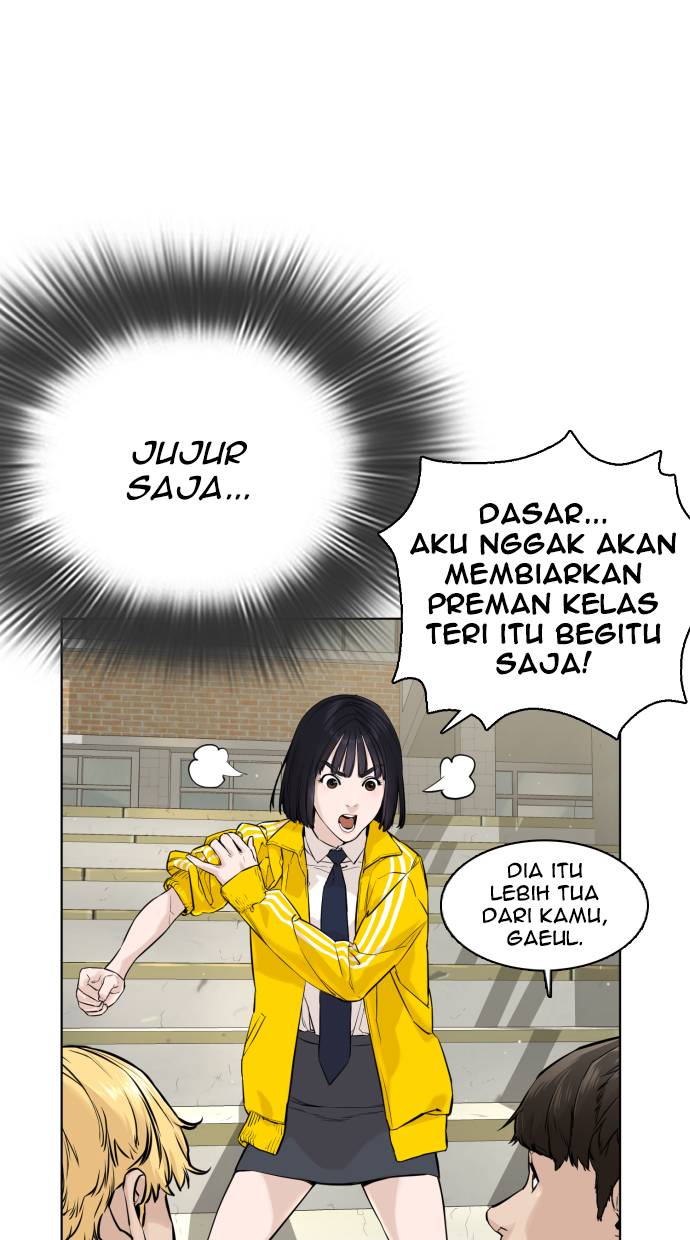 JUJUR
SAJA...
DASAR...
AKU NGGAK AKAN
MEMBIARKAN
PREMAN KELAS
TERI ITU BEGITU
SAJA!
DIA ITU
LEBIH TUA
DARI KAMU,
GAEUL.